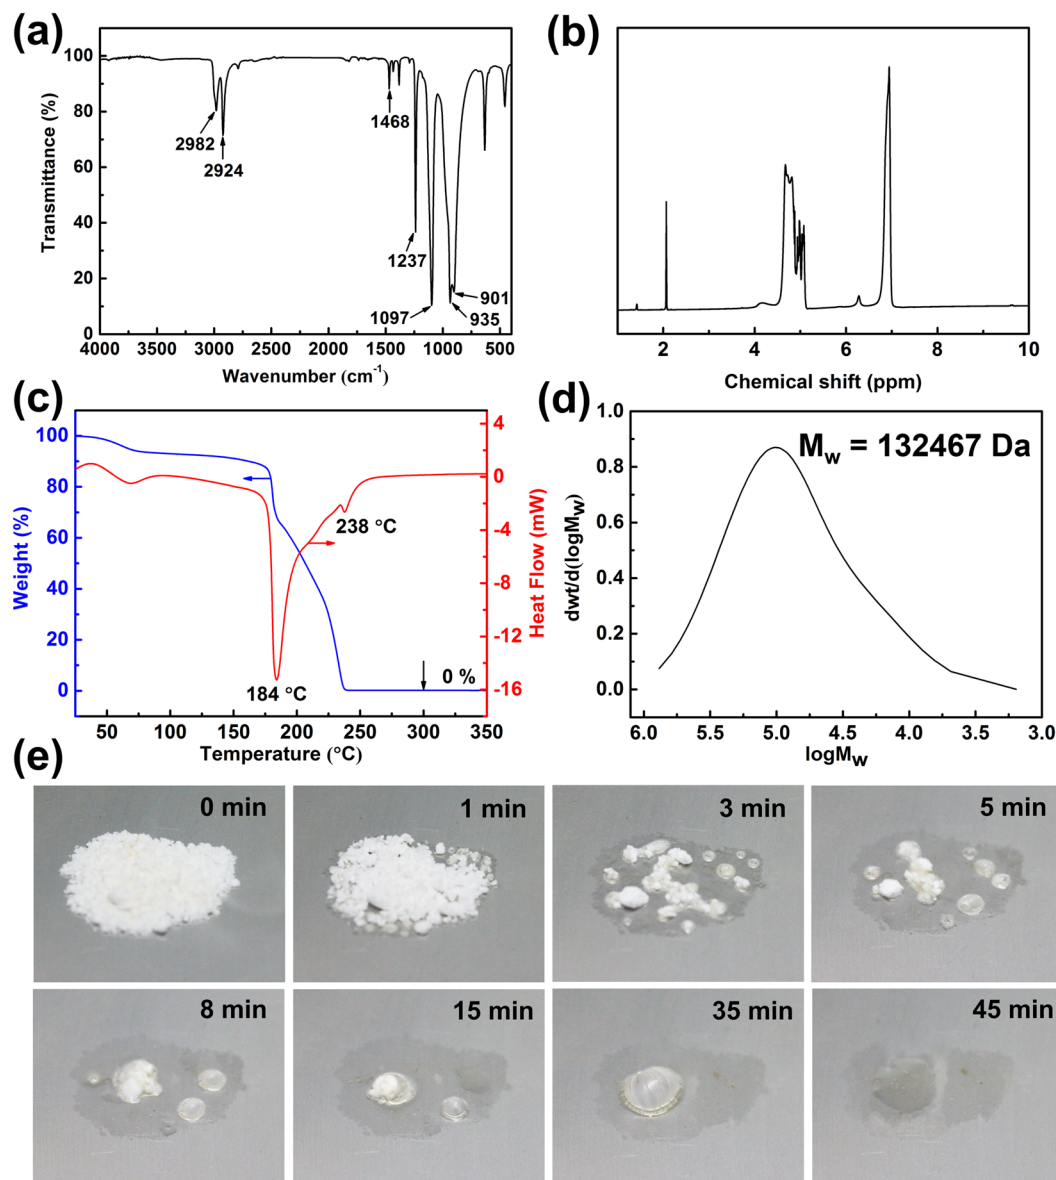 (a)
100
80
60
40
20
0
Transmittance (%)
2982
2924
1468
1237
1097
901
935
4000 3500 3000 2500 2000 1500 1000 500
Wavenumber (cm-1)
(b)
2 4 6 8 10
Chemical shift (ppm)
(c)
100
80
60
40
20
0
Weight (%)
4
0
-4
-8
-12
-16
Heat Flow (mW)
238 °C
184 °C
0 %
50 100 150 200 250 300 350
Temperature (°C)
(d)
1.0
0.8
0.6
0.4
0.2
0.0
dwt/d(logMw)
Mw = 132467 Da
6.0 5.5 5.0 4.5 4.0 3.5 3.0
logMw
(e)
0 min
1 min
3 min
5 min
8 min
15 min
35 min
45 min